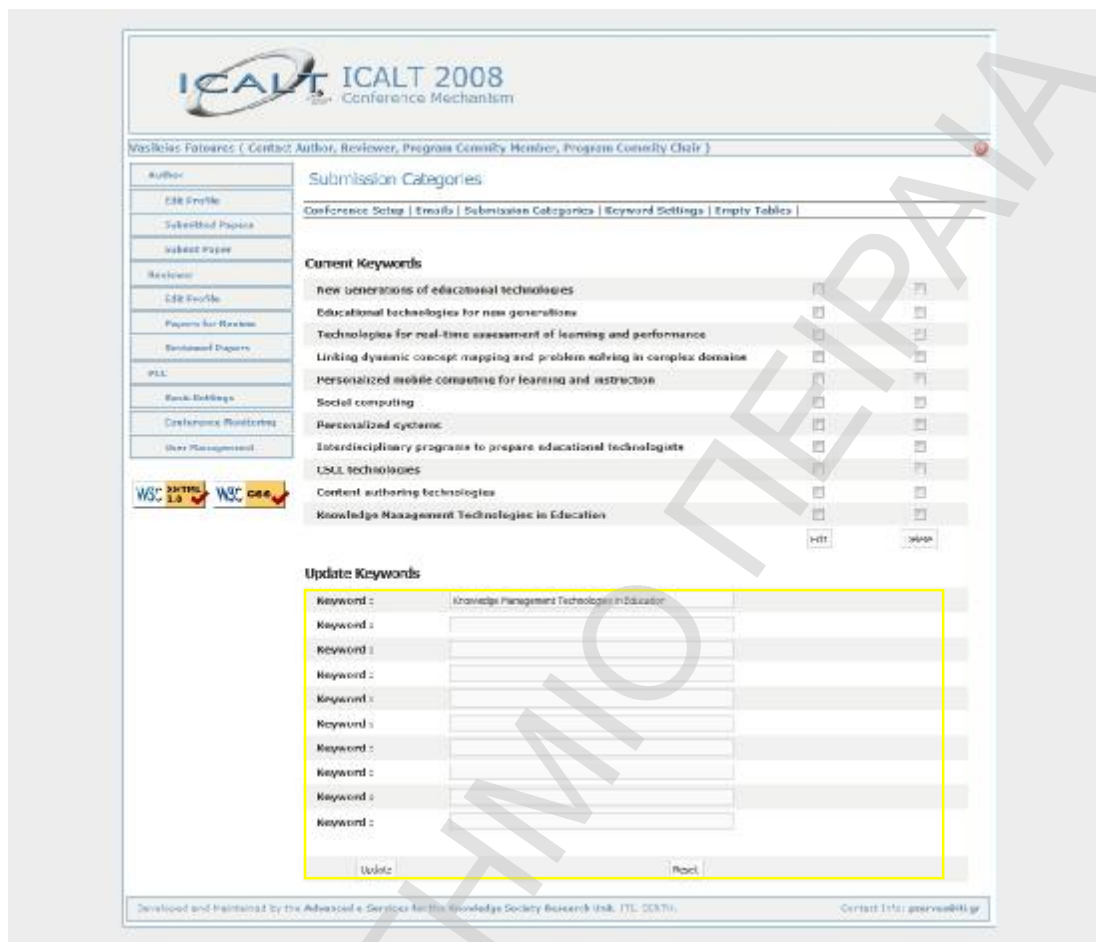 ICALT ICALT 2008
Conference Mechanism
Vasileios Fotoures ( Contact Author, Reviewer, Program Commity Member, Program Commity Chair )
Author
Edit Profile
Submitted Papers
Submit Paper
Reviewer
Edit Profile
Papers for Review
Reviewed Papers
Basic Settings
Conference Monitoring
User Management
W3C XHTML 1.0 W3C CSS
Submission Categories
Conference Setup | Emails | Submission Categories | Keyword Settings | Empty Tables |
Current Keywords
New Generations of educational technologies
Educational technologies for new generations
Technologies for real-time assessment of learning and performance
Linking dynamic concept mapping and problem solving in complex domains
Personalized mobile computing for learning and instruction
Social computing
Personalized systems
Interdisciplinary programs to prepare educational technologists
CSCL technologies
Content authoring technologies
Knowledge Management Technologies in Education
Edit Delete
Update Keywords
Keyword : Knowledge Management Technologies in Education
Keyword :
Keyword :
Keyword :
Keyword :
Keyword :
Keyword :
Keyword :
Keyword :
Keyword :
Update Reset
Developed and Maintained by the Advanced e Services for the Knowledge Society Research Unit, ITI, CERTH. Contact Info:
ΗΜΙΟ ΠΕΙΡΑΙΑ